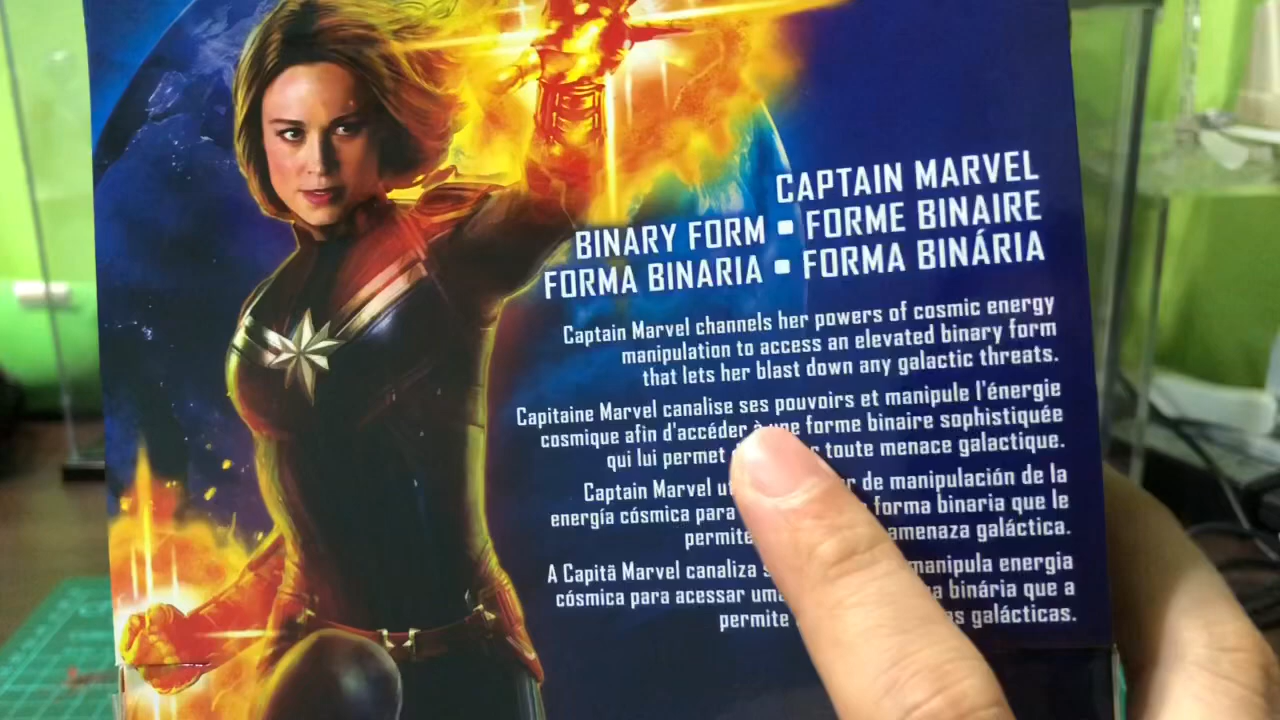 CAPTAIN MARVEL
BINARY FORM ▪ FORME BINAIRE
FORMA BINARIA ▪ FORMA BINÁRIA
Captain Marvel channels her powers of cosmic energy
manipulation to access an elevated binary form
that lets her blast down any galactic threats.
Capitaine Marvel canalise ses pouvoirs et manipule l'énergie
cosmique afin d'accéder à une forme binaire sophistiquée
qui lui permet toute menace galactique.
Captain Marvel de manipulación de la
energía cósmica para forma binaria que le
permite amenaza galáctica.
A Capitã Marvel canaliza manipula energia
cósmica para acessar uma binária que a
permite galácticas.